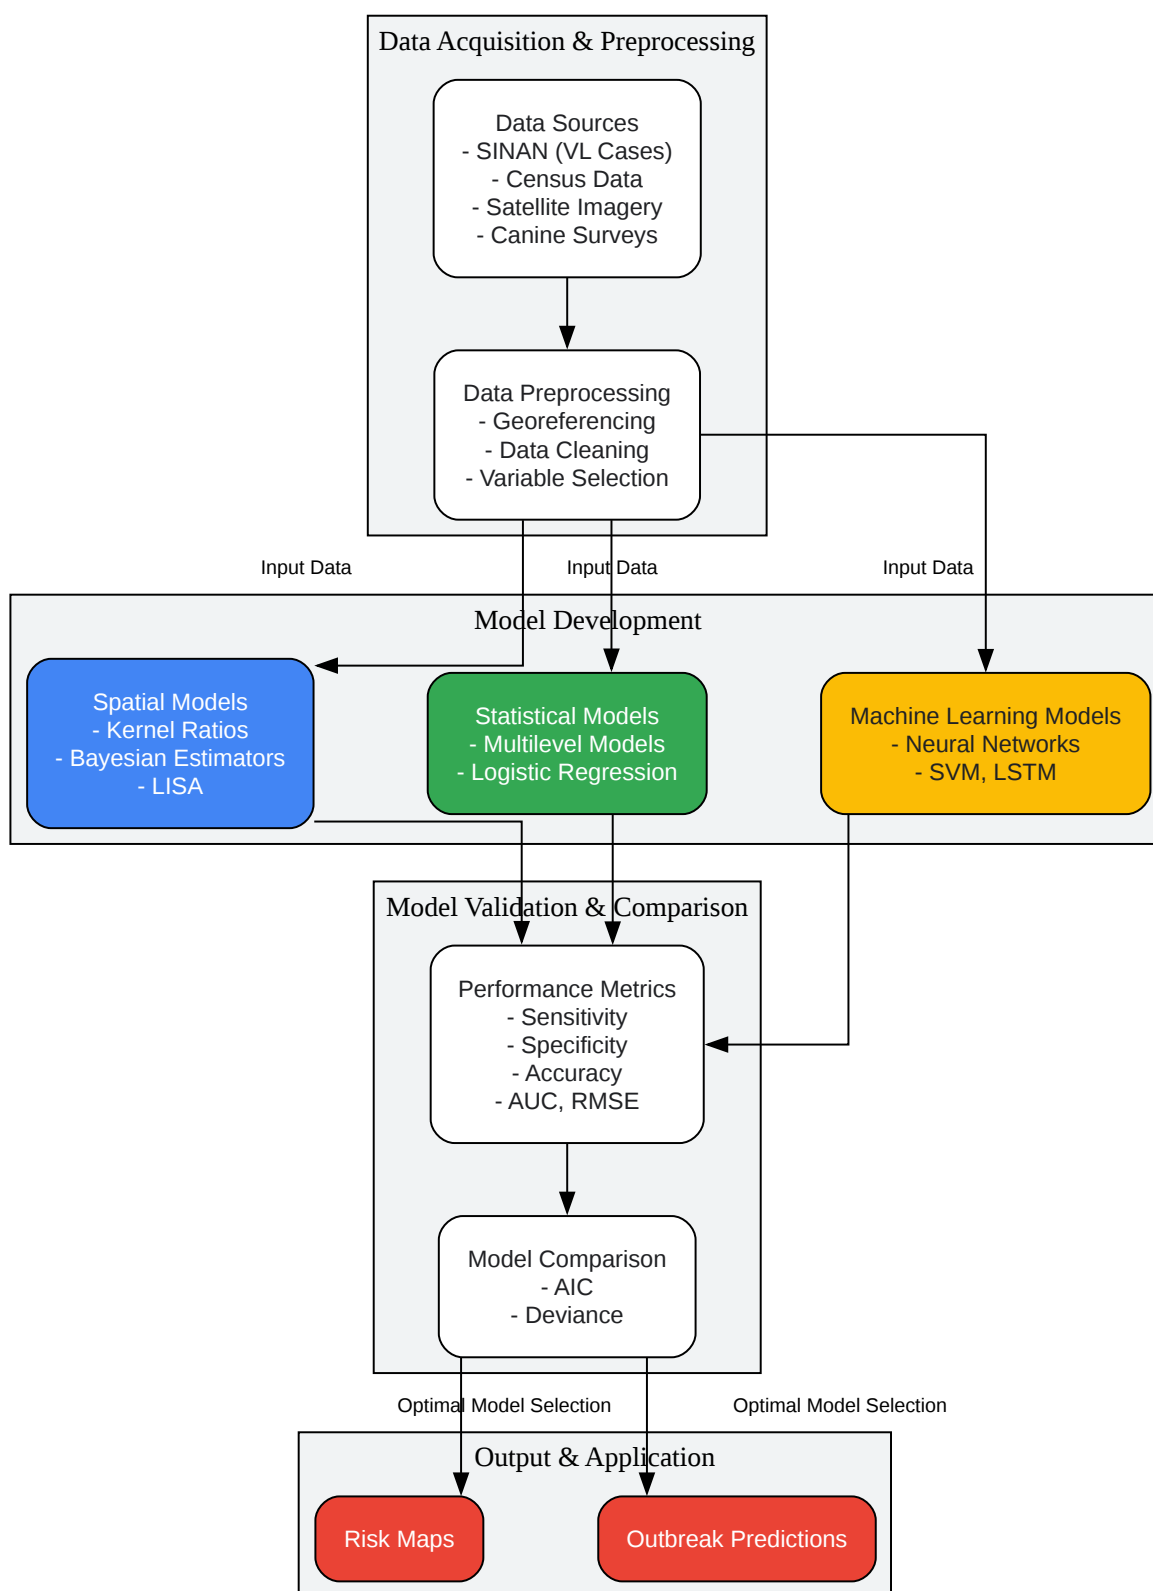 Data Acquisition & Preprocessing
Data Sources
- SINAN (VL Cases)
- Census Data
- Satellite Imagery
- Canine Surveys
Data Preprocessing
- Georeferencing
- Data Cleaning
- Variable Selection
Input Data
Input Data
Input Data
Model Development
Spatial Models
- Kernel Ratios
- Bayesian Estimators
- LISA
Statistical Models
- Multilevel Models
- Logistic Regression
Machine Learning Models
- Neural Networks
- SVM, LSTM
Model Validation & Comparison
Performance Metrics
- Sensitivity
- Specificity
- Accuracy
- AUC, RMSE
Model Comparison
- AIC
- Deviance
Optimal Model Selection
Optimal Model Selection
Output & Application
Risk Maps
Outbreak Predictions